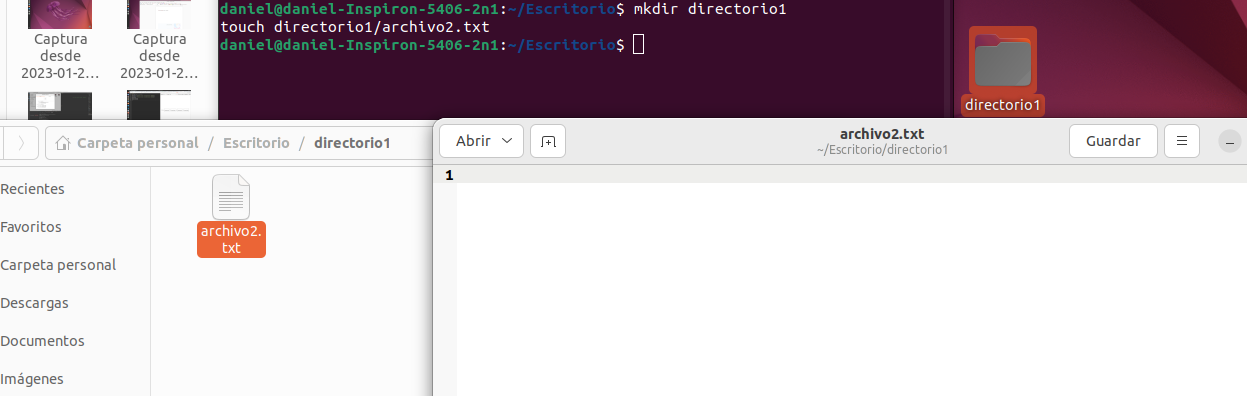 daniel@daniel-Inspiron-5406-2n1:~/Escritorio$ mkdir directorio1
touch directorio1/archivo2.txt
daniel@daniel-Inspiron-5406-2n1:~/Escritorio$
Captura
desde
2023-01-2...
Captura
desde
2023-01-2...
directorio1
Carpeta personal / Escritorio / directorio1
Recientes
Favoritos
Carpeta personal
Descargas
Documentos
Imágenes
archivo2.
txt
Abrir
archivo2.txt
~/Escritorio/directorio1
Guardar
1